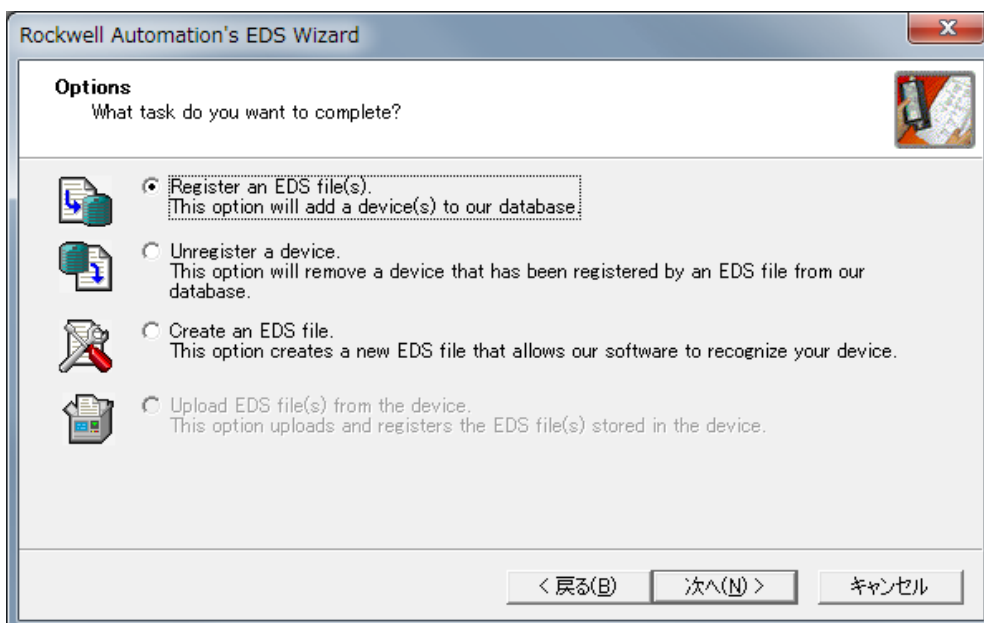 Rockwell Automation's EDS Wizard
Options
What task do you want to complete?
Register an EDS file(s).
This option will add a device(s) to our database.
Unregister a device.
This option will remove a device that has been registered by an EDS file from our
database.
Create an EDS file.
This option creates a new EDS file that allows our software to recognize your device.
Upload EDS file(s) from the device.
This option uploads and registers the EDS file(s) stored in the device.
< 戻る(B)
次へ(N) >
キャンセル